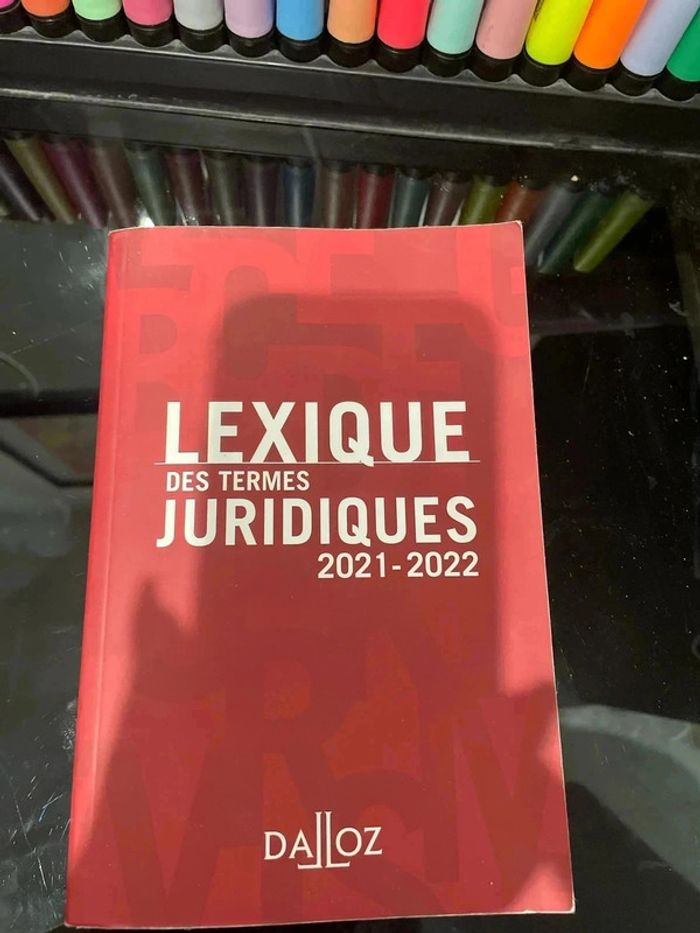 LEXIQUE
DES TERMES
JURIDIQUES
2021-2022
DALLOZ